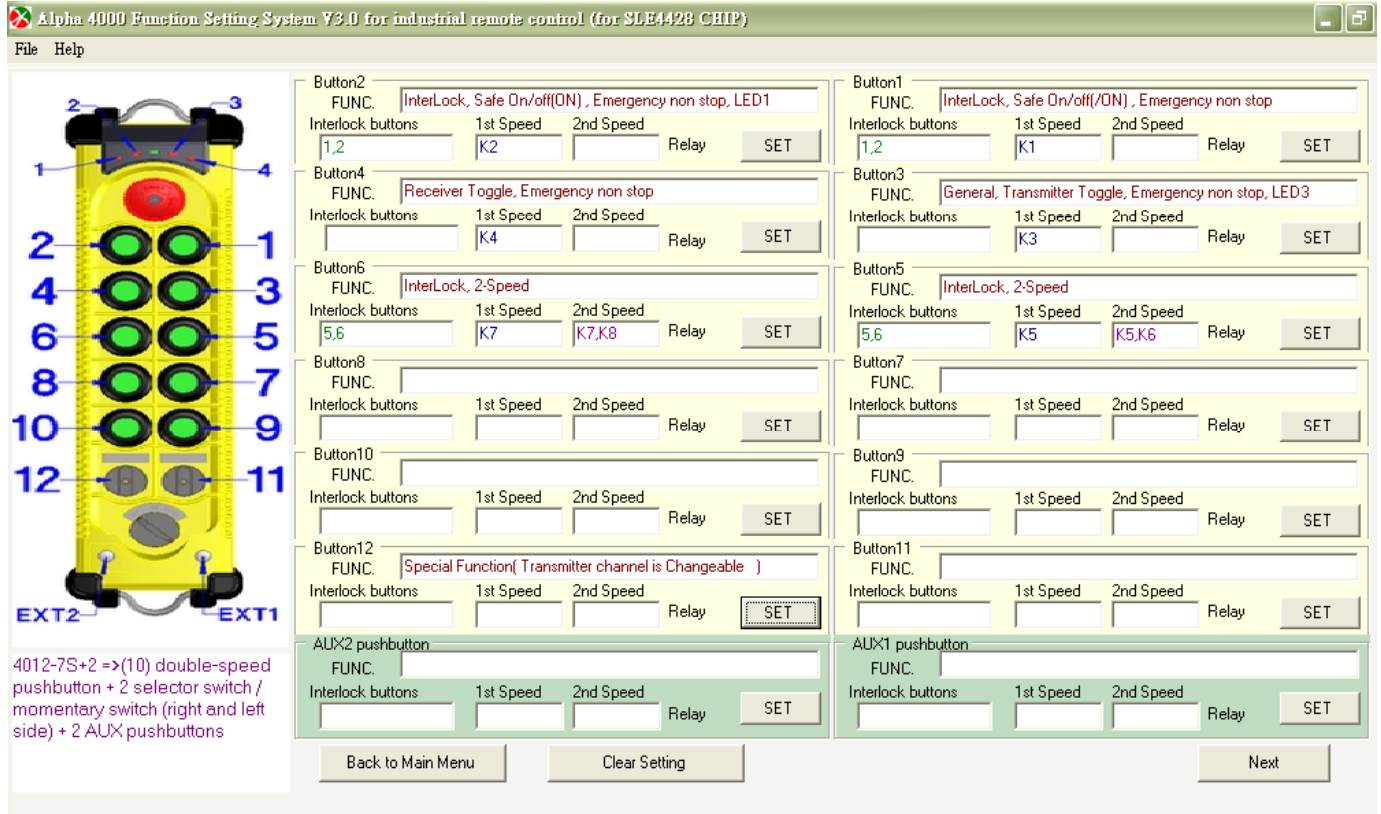 Alpha 4000 Function Setting System V3.0 for industrial remote control (for SLE4428 CHIP)
File Help
2 3
1 4
2 1
4 3
6 5
8 7
10 9
12 11
EXT2 EXT1
4012-7S+2 =>(10) double-speed
pushbutton + 2 selector switch /
momentary switch (right and left
side) + 2 AUX pushbuttons
Button2
FUNC. InterLock, Safe On/off(ON) , Emergency non stop, LED1
Interlock buttons 1st Speed 2nd Speed
1,2 K2 Relay SET
Button1
FUNC. InterLock, Safe On/off(/ON) , Emergency non stop
Interlock buttons 1st Speed 2nd Speed
1,2 K1 Relay SET
Button4
FUNC. Receiver Toggle, Emergency non stop
Interlock buttons 1st Speed 2nd Speed
K4 Relay SET
Button3
FUNC. General, Transmitter Toggle, Emergency non stop, LED3
Interlock buttons 1st Speed 2nd Speed
K3 Relay SET
Button6
FUNC. InterLock, 2-Speed
Interlock buttons 1st Speed 2nd Speed
5,6 K7 K7,K8 Relay SET
Button5
FUNC. InterLock, 2-Speed
Interlock buttons 1st Speed 2nd Speed
5,6 K5 K5,K6 Relay SET
Button8
FUNC.
Interlock buttons 1st Speed 2nd Speed
Relay SET
Button7
FUNC.
Interlock buttons 1st Speed 2nd Speed
Relay SET
Button10
FUNC.
Interlock buttons 1st Speed 2nd Speed
Relay SET
Button9
FUNC.
Interlock buttons 1st Speed 2nd Speed
Relay SET
Button12
FUNC. Special Function( Transmitter channel is Changeable )
Interlock buttons 1st Speed 2nd Speed
Relay SET
Button11
FUNC.
Interlock buttons 1st Speed 2nd Speed
Relay SET
AUX2 pushbutton
FUNC.
Interlock buttons 1st Speed 2nd Speed
Relay SET
AUX1 pushbutton
FUNC.
Interlock buttons 1st Speed 2nd Speed
Relay SET
Back to Main Menu Clear Setting Next